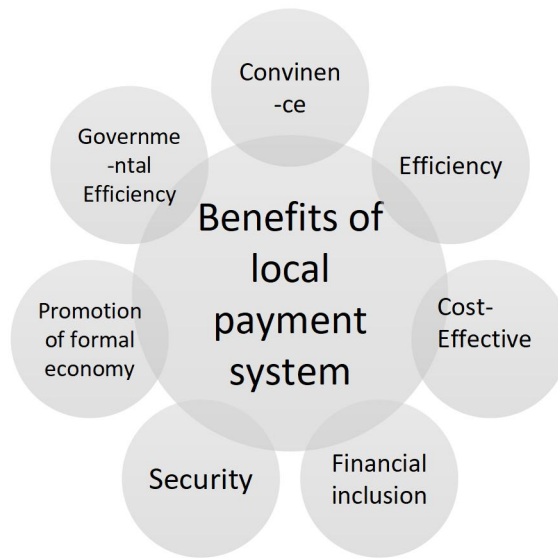 Convinen
-ce
Efficiency
Cost-
Effective
Financial
inclusion
Security
Promotion
of formal
economy
Governme
-ntal
Efficiency
Benefits of
local
payment
system